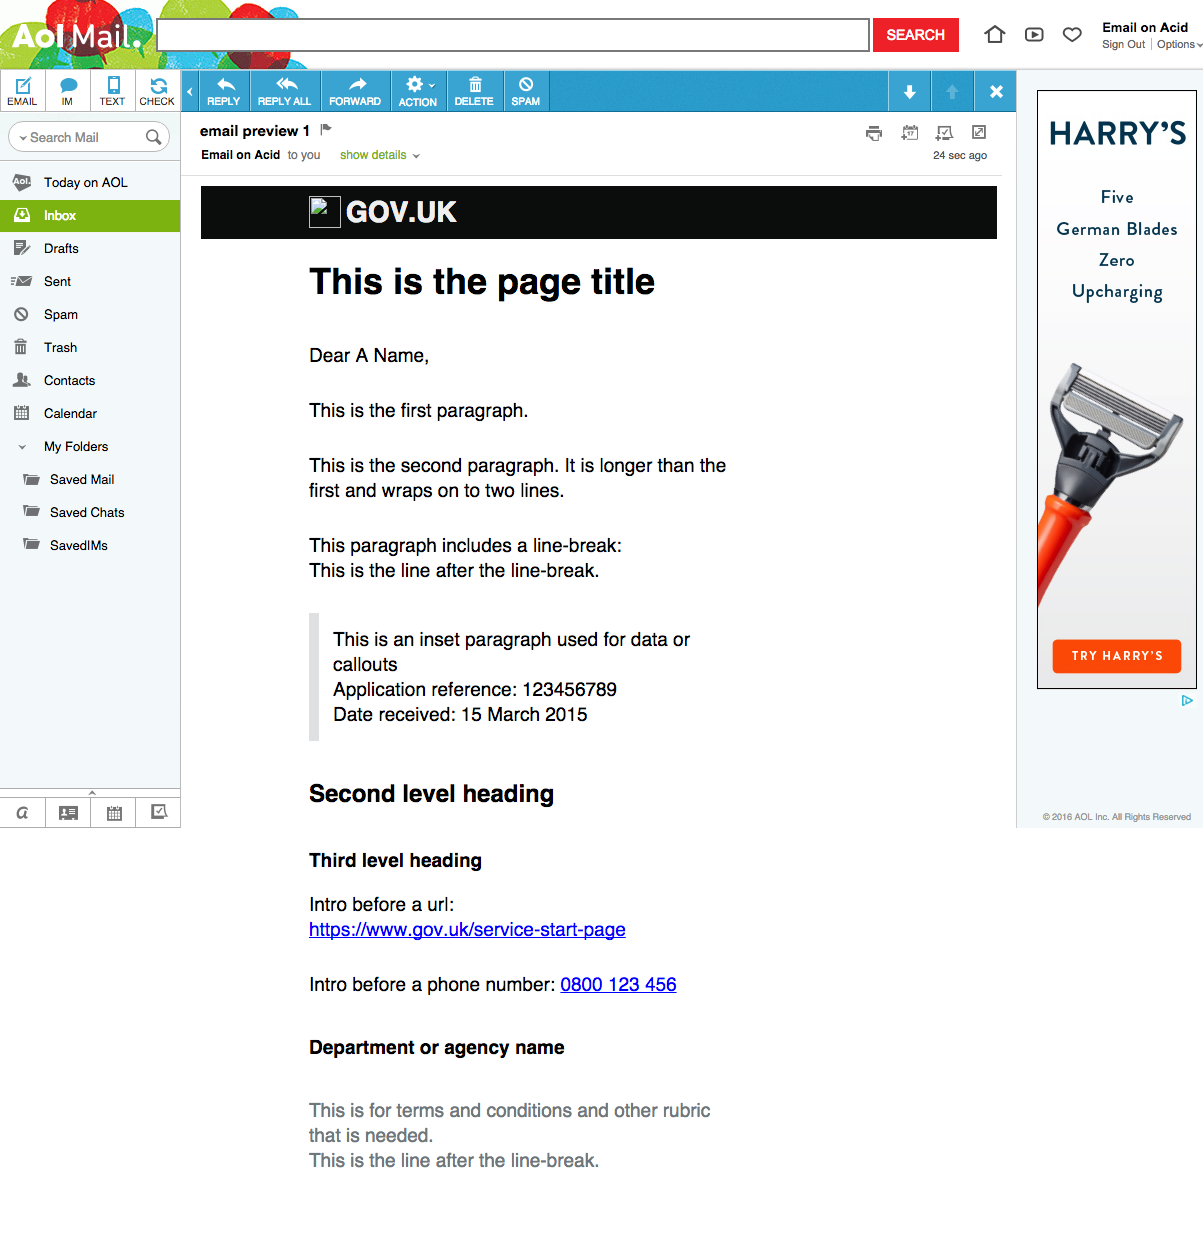 Aol Mail.
SEARCH
Email on Acid
Sign Out | Options
EMAIL IM TEXT CHECK
REPLY REPLY ALL FORWARD ACTION DELETE SPAM
Search Mail
Aol. Today on AOL
Inbox
Drafts
Sent
Spam
Trash
Contacts
Calendar
My Folders
Saved Mail
Saved Chats
SavedIMs
a
email preview 1
17
Email on Acid to you show details
24 sec ago
GOV.UK
This is the page title
Dear A Name,
This is the first paragraph.
This is the second paragraph. It is longer than the
first and wraps on to two lines.
This paragraph includes a line-break:
This is the line after the line-break.
This is an inset paragraph used for data or
callouts
Application reference: 123456789
Date received: 15 March 2015
Second level heading
Third level heading
Intro before a url:
https://www.gov.uk/service-start-page
Intro before a phone number: 0800 123 456
Department or agency name
This is for terms and conditions and other rubric
that is needed.
This is the line after the line-break.
HARRY'S
Five
German Blades
Zero
Upcharging
TRY HARRY'S
© 2016 AOL Inc. All Rights Reserved